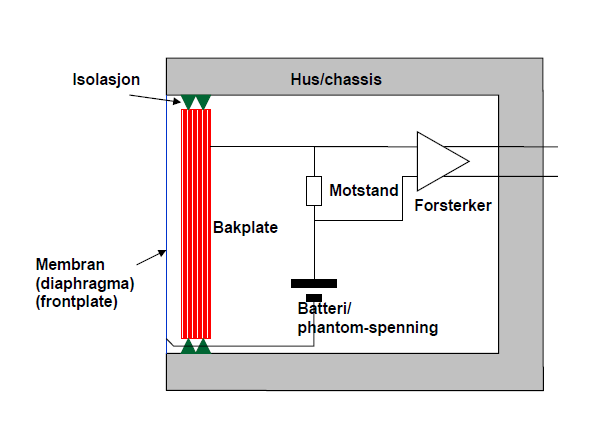 Isolasjon
Hus/chassis
Motstand
Forsterker
Bakplate
Membran
(diaphragma)
(frontplate)
Batteri/
phantom-spenning